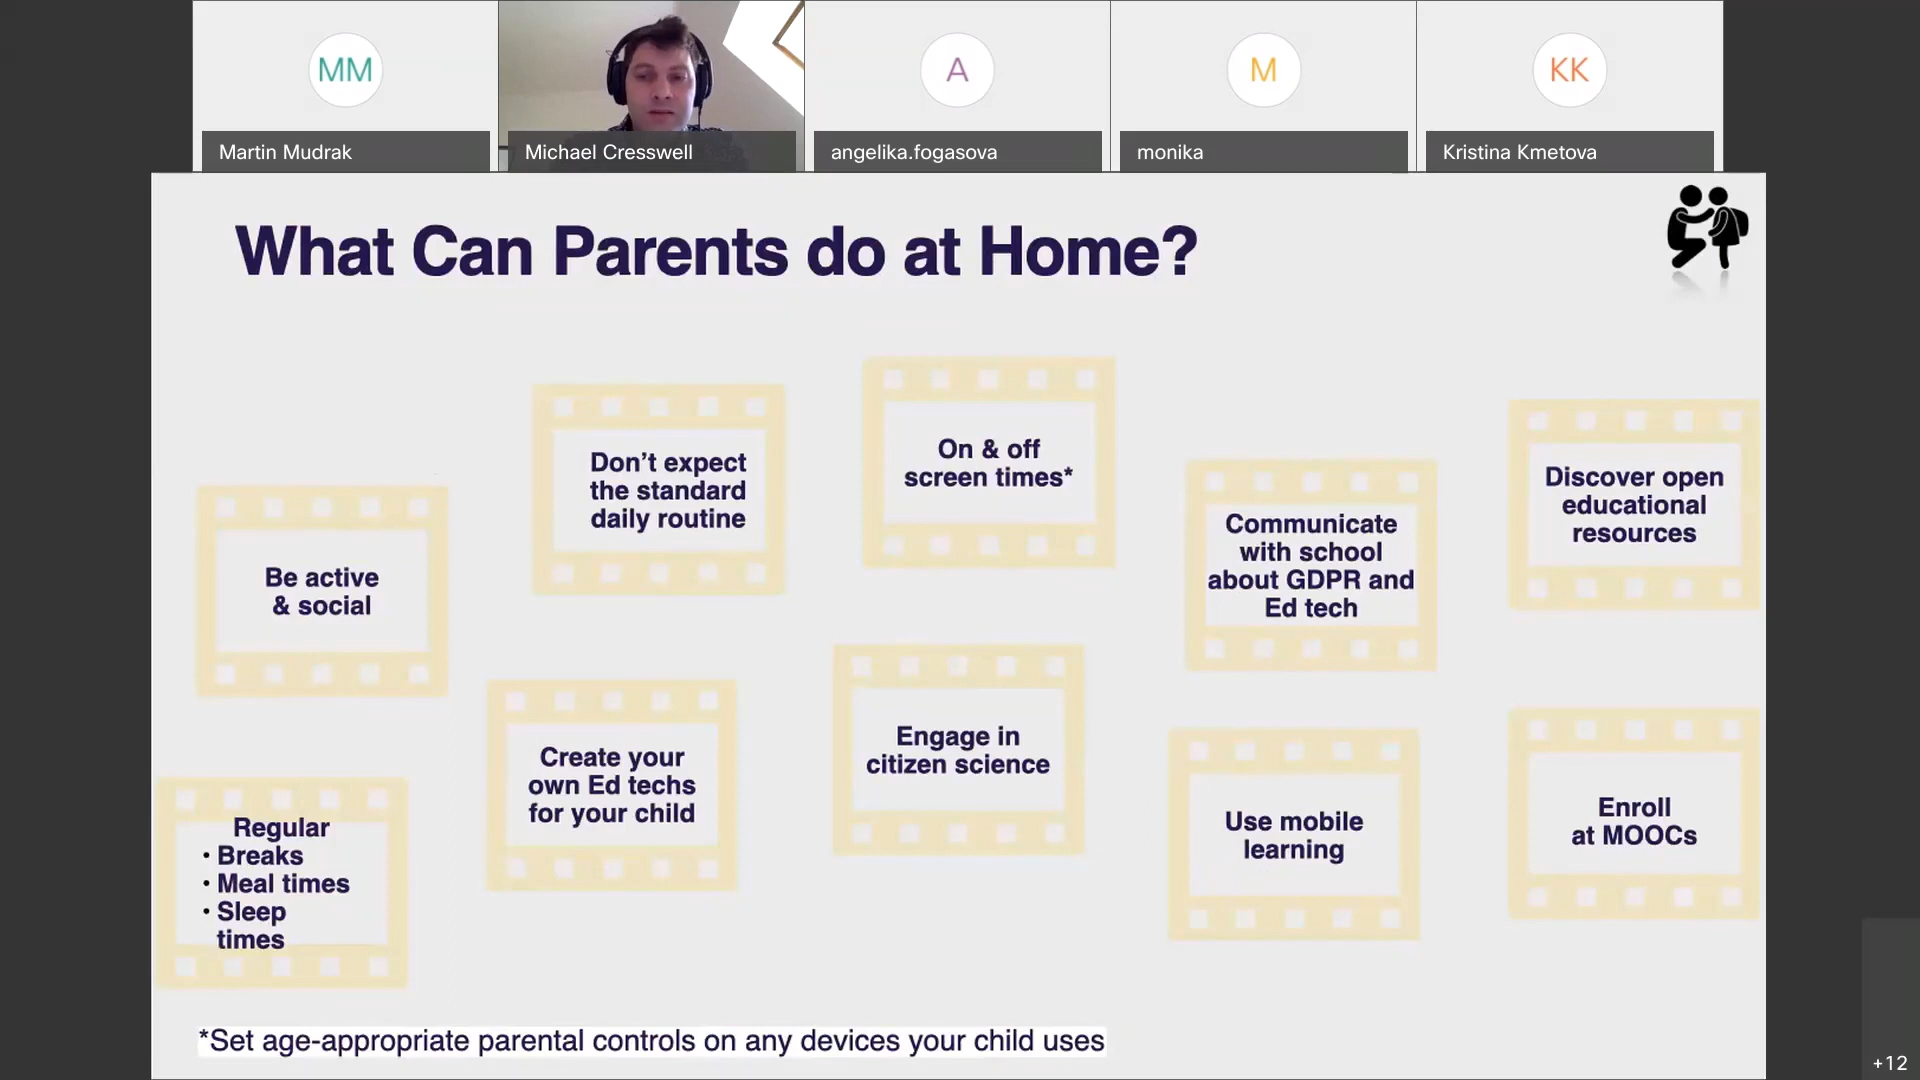 MM
A
M
KK
Martin Mudrak
Michael Cresswell
angelika.fogasova
monika
Kristina Kmetova
What Can Parents do at Home?
Be active
& social
Don’t expect
the standard
daily routine
On & off
screen times*
Communicate
with school
about GDPR and
Ed tech
Discover open
educational
resources
Regular
• Breaks
• Meal times
• Sleep
times
Create your
own Ed techs
for your child
Engage in
citizen science
Use mobile
learning
Enroll
at MOOCs
*Set age-appropriate parental controls on any devices your child uses
+12